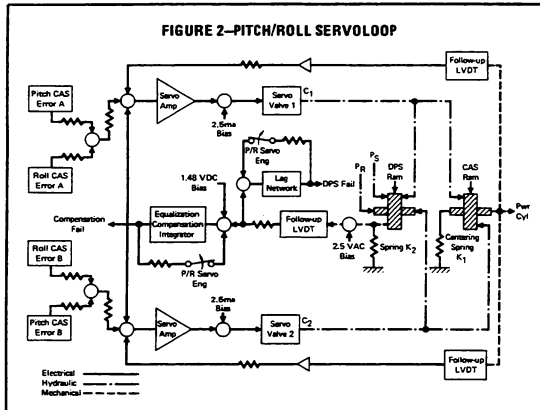 FIGURE 2–PITCH/ROLL SERVOLOOP
Follow-up
LVDT
Pitch CAS
Error A
Roll CAS
Error A
Servo
Amp
2.5ma
Bias
Servo
Valve 1
C1
P/R Servo
Eng
Lag
Network
DPS Fail
PR
PS
DPS
Ram
CAS
Ram
Pwr
Cyl
1.48 VDC
Bias
Compensation
Fail
Equalization
Compensation
Integrator
Follow-up
LVDT
2.5 VAC
Bias
Spring K2
Centering
Spring
K1
P/R Servo
Eng
Roll CAS
Error B
Pitch CAS
Error B
2.5ma
Bias
Servo
Amp
Servo
Valve 2
C2
Follow-up
LVDT
Electrical
Hydraulic
Mechanical